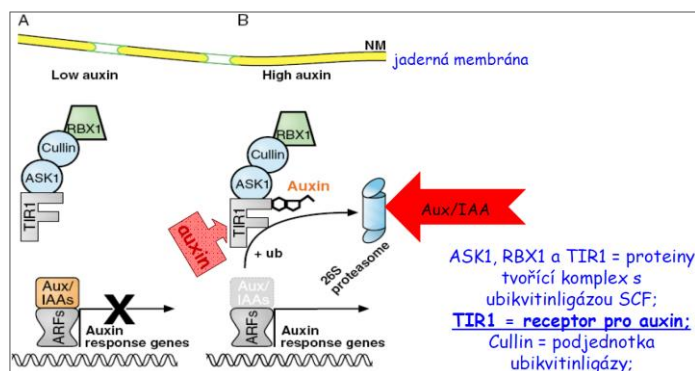 A
B
NM
jaderná membrána
Low auxin
High auxin
RBX1
Cullin
ASK1
TIR1
RBX1
Cullin
ASK1
TIR1
Auxin
auxin
+ ub
26S proteasome
Aux/IAA
Aux/
IAAs
ARFs
X
Auxin
response genes
Aux/
IAAs
ARFs
Auxin
response genes
ASK1, RBX1 a TIR1 = proteiny
tvořící komplex s
ubikvitinligázou SCF;
TIR1 = receptor pro auxin;
Cullin = podjednotka
ubikvitinligázy;